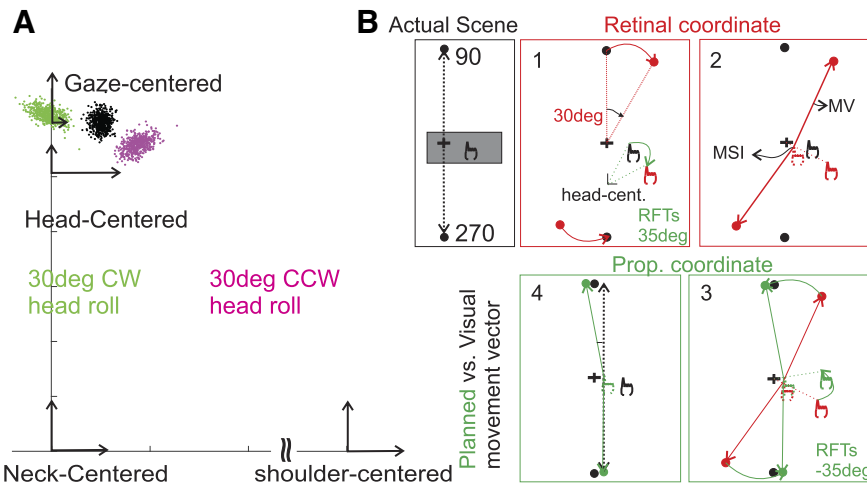 A
Gaze-centered
Head-Centered
30deg CW
head roll
30deg CCW
head roll
Neck-Centered
shoulder-centered
B
Actual Scene
90
270
Retinal coordinate
1
30deg
head-cent.
RFTs
35deg
2
MV
MSI
Prop. coordinate
Planned vs. Visual
movement vector
4
3
RFTs
-35deg